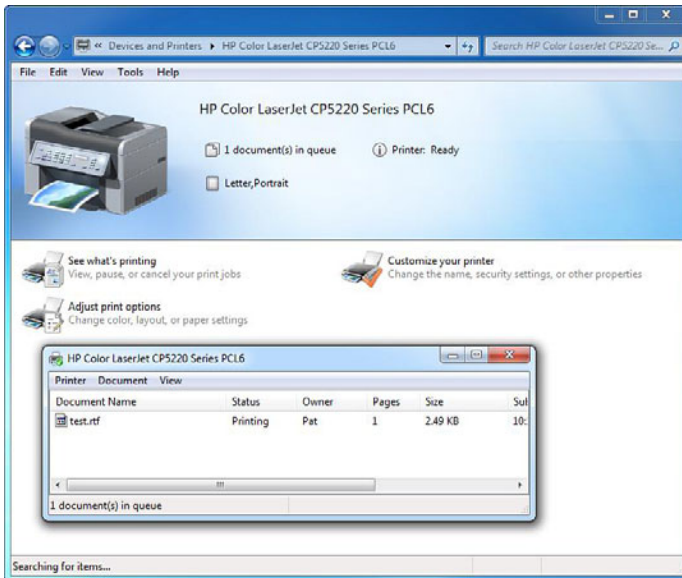 « Devices and Printers ▸ HP Color LaserJet CP5220 Series PCL6
Search HP Color LaserJet CP5220 Se...
File Edit View Tools Help
HP Color LaserJet CP5220 Series PCL6
1 document(s) in queue Printer: Ready
Letter,Portrait
See what's printing Customize your printer
View, pause, or cancel your print jobs Change the name, security settings, or other properties
Adjust print options
Change color, layout, or paper settings
HP Color LaserJet CP5220 Series PCL6
Printer Document View
Document Name Status Owner Pages Size Sul
test.rtf Printing Pat 1 2.49 KB 10:
1 document(s) in queue
Searching for items...